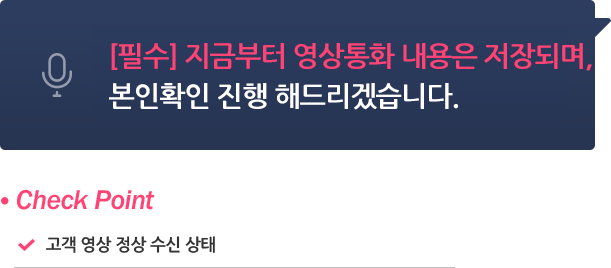 [필수] 지금부터 영상통화 내용은 저장되며,
본인확인 진행 해드리겠습니다.
• Check Point
고객 영상 정상 수신 상태